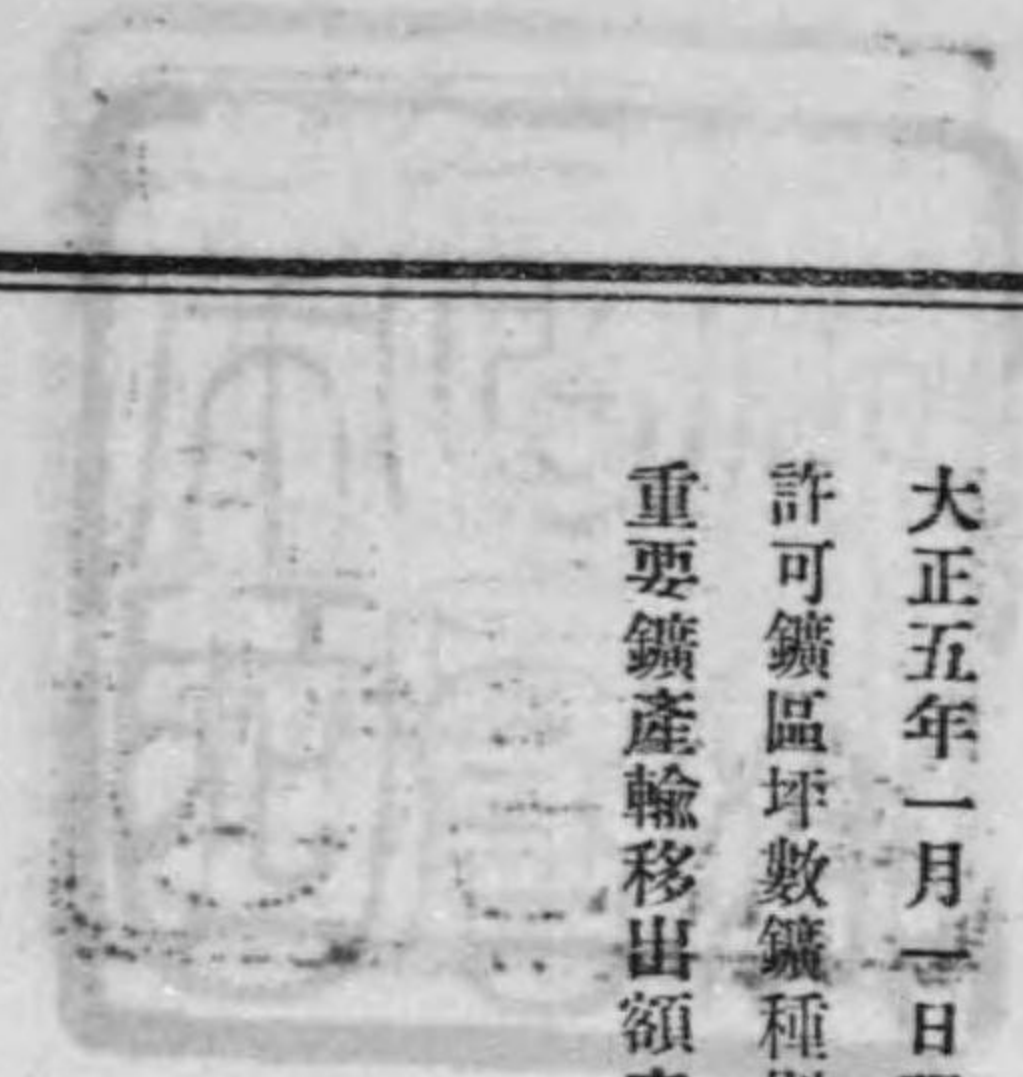 大正五年一月一日
許可鑛區坪數鑛種
重要鑛產輸移出額